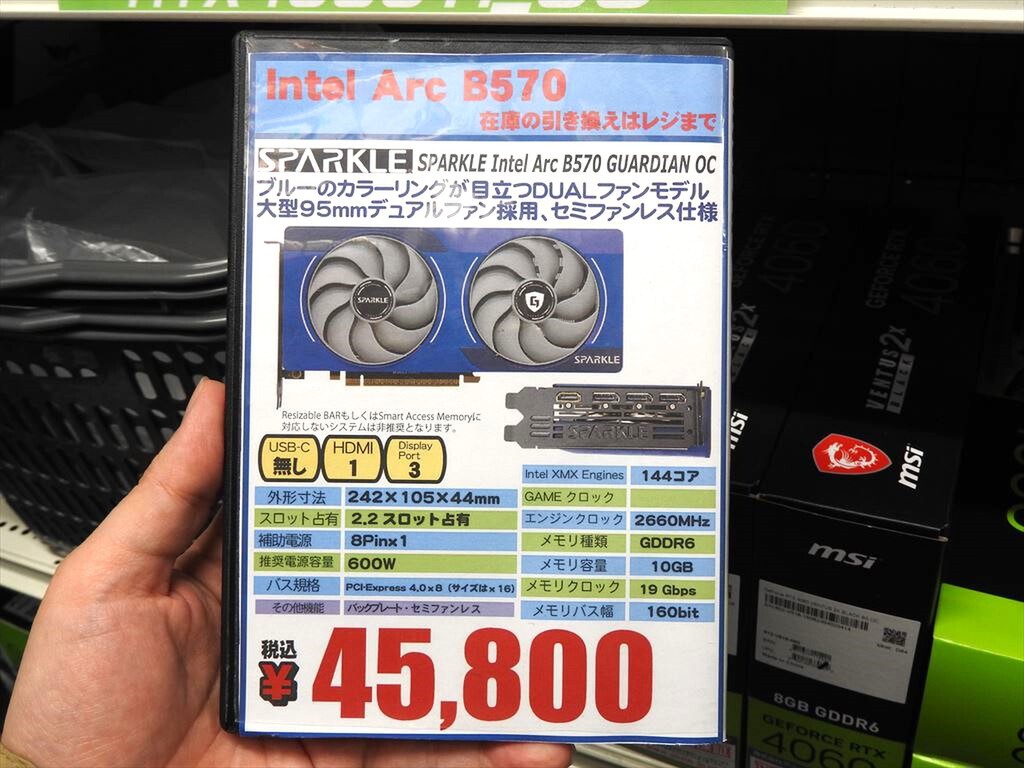 Intel Arc B570
在庫の引き換えはレジまで
SPARKLE SPARKLE Intel Arc B570 GUARDIAN OC
ブルーのカラーリングが目立つDUALファンモデル
大型95mmデュアルファン採用、セミファンレス仕様
SPARKLE
SPARKLE
SPARKLE
Resizable BARもしくはSmart Access Memoryに
対応しないシステムは非推奨となります。
USB-C
無し
HDMI
1
Display
Port
3
外形寸法 242×105×44mm
スロット占有 2.2 スロット占有
補助電源 8Pinx1
推奨電源容量 600W
バス規格 PCI-Express 4.0 x 8 (サイズは x 16)
その他機能 バックプレート・セミファンレス
Intel XMX Engines 144コア
GAME クロック
エンジンクロック 2660MHz
メモリ種類 GDDR6
メモリ容量 10GB
メモリクロック 19 Gbps
メモリバス幅 160bit
税込
¥45,800
GEFORCE RTX
4060
VENTUS 2X
BLACK
msi
msi
8GB GDDR6
GEFORCE RTX
4060
msi
4060